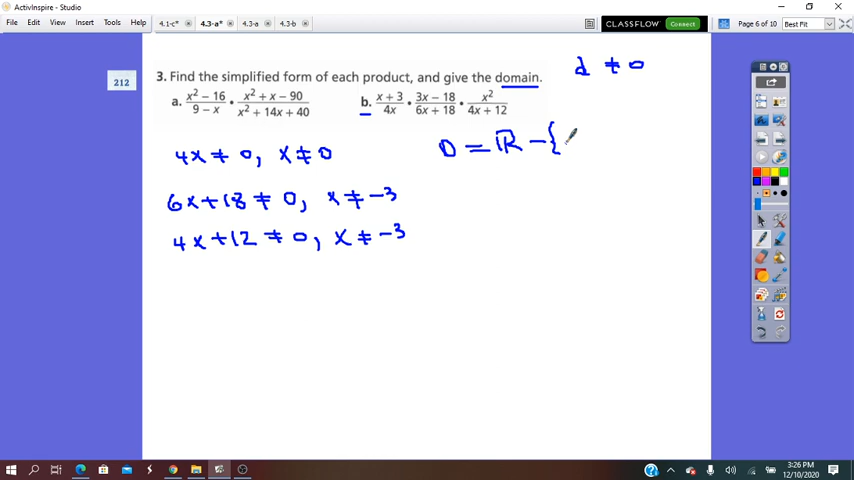 ActivInspire - Studio
File Edit View Insert Tools Help
4.1-c* 4.3-a* 4.3-a 4.3-b
CLASSFLOW Connect
Page 6 of 10 Best Fit
212
3. Find the simplified form of each product, and give the domain.
d ≠ 0
a. x² − 16 / 9 − x • x² + x − 90 / x² + 14x + 40 b. x + 3 / 4x • 3x − 18 / 6x + 18 • x² / 4x + 12
4x ≠ 0, x ≠ 0
D = ℝ − {
6x + 18 ≠ 0, x ≠ −3
4x + 12 ≠ 0, x ≠ −3
3:26 PM
12/10/2020